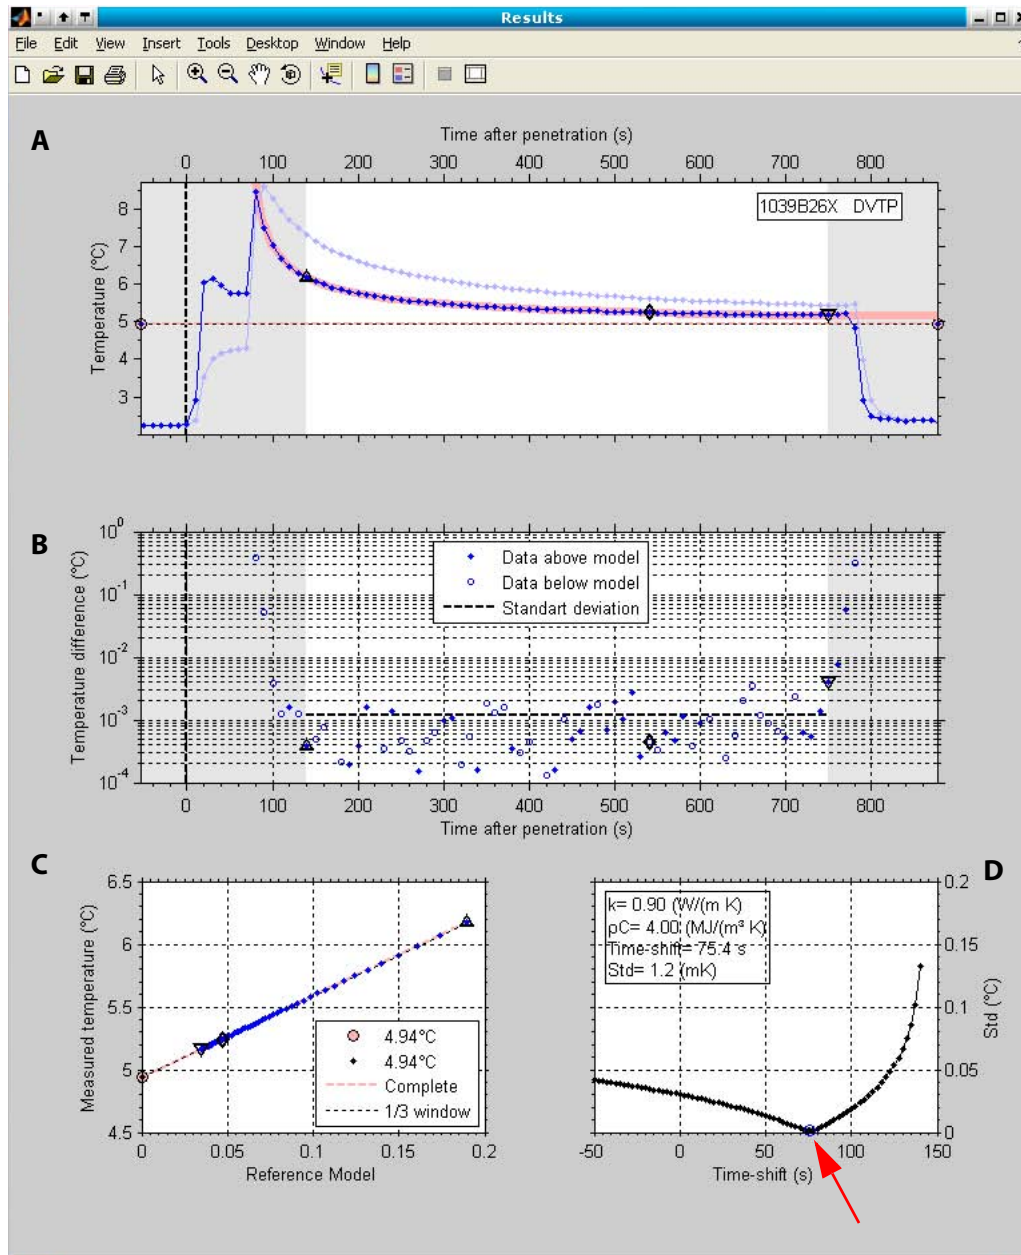 Results
File Edit View Insert Tools Desktop Window Help
A
Time after penetration (s)
0 100 200 300 400 500 600 700 800
1039B26X DVTP
Temperature (°C)
8
7
6
5
4
3
B
Temperature difference (°C)
10^0
10^-1
10^-2
10^-3
10^-4
Data above model
Data below model
Standart deviation
0 100 200 300 400 500 600 700 800
Time after penetration (s)
C
Measured temperature (°C)
6.5
6
5.5
5
4.5
4.94°C
4.94°C
Complete
1/3 window
0 0.05 0.1 0.15 0.2
Reference Model
D
k= 0.90 (W/(m K)
ρC= 4.00 (MJ/(m³ K)
Time-shift= 75.4 s
Std= 1.2 (mK)
0.2
0.15
0.1
0.05
0
Std (°C)
-50 0 50 100 150
Time-shift (s)